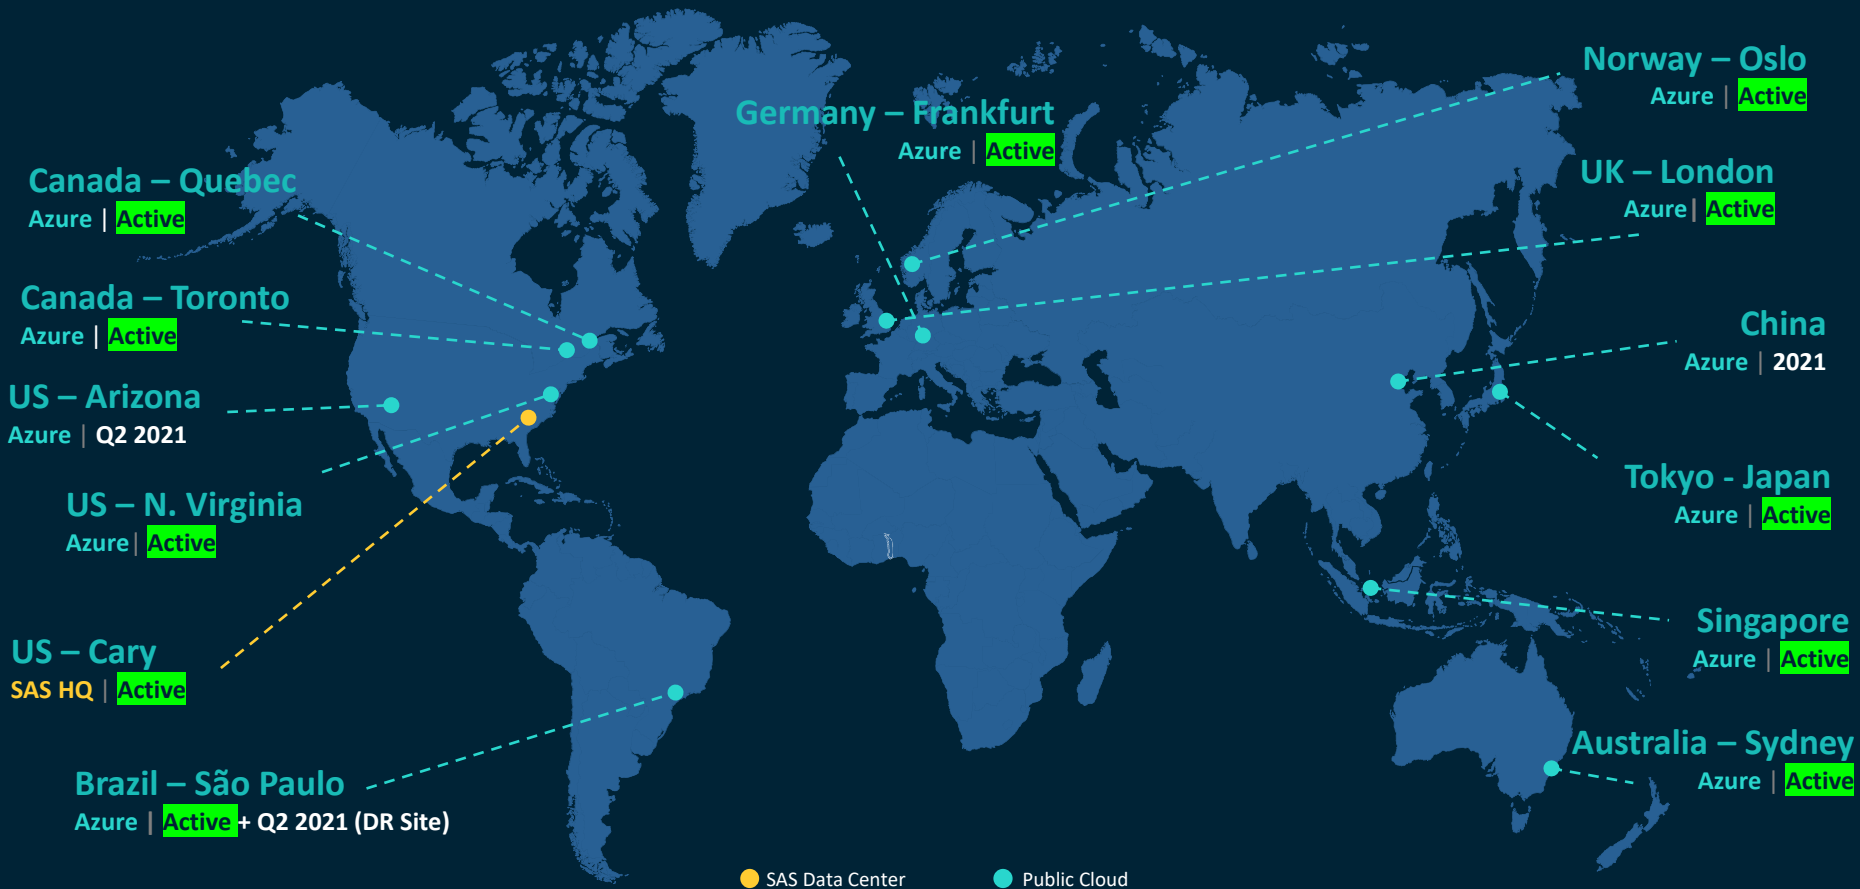 Norway – Oslo
Azure | Active
Germany – Frankfurt
Azure | Active
UK – London
Azure| Active
Canada – Quebec
Azure | Active
Canada – Toronto
Azure | Active
China
Azure | 2021
US – Arizona
Azure | Q2 2021
Tokyo - Japan
Azure | Active
US – N. Virginia
Azure| Active
Singapore
Azure | Active
US – Cary
SAS HQ | Active
Australia – Sydney
Azure | Active
Brazil – São Paulo
Azure | Active + Q2 2021 (DR Site)
SAS Data Center
Public Cloud